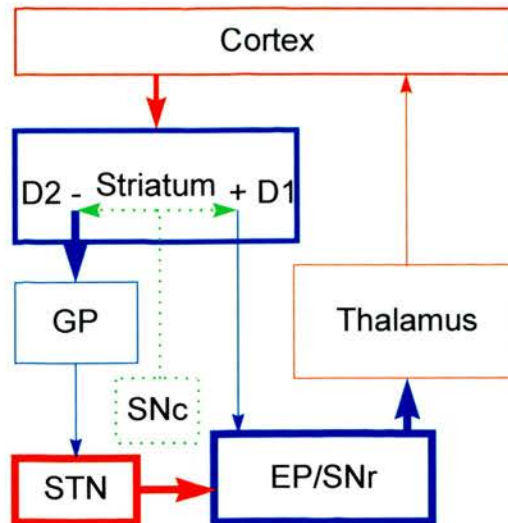 Cortex
Striatum
D2 - + D1
GP
Thalamus
SNc
STN
EP/SNr